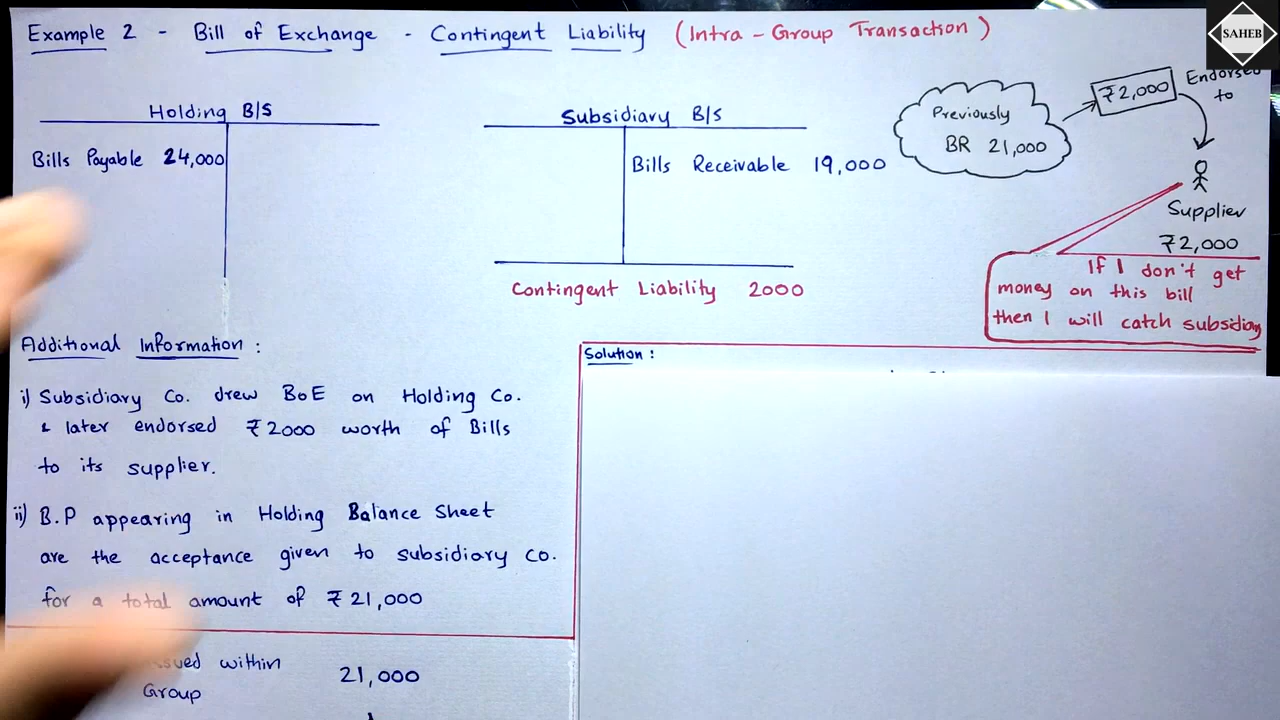 Example 2 - Bill of Exchange - Contingent Liability (Intra - Group Transaction)
SAHEB
Holding B/S
Bills Payable 24,000
Subsidiary B/S
Bills Receivable 19,000
Contingent Liability 2000
Previously
BR 21,000
₹2,000
Endorsed
to
Supplier
₹2,000
If I don't get
money on this bill
then I will catch subsidiary
Additional Information :
i) Subsidiary Co. drew BoE on Holding Co.
& later endorsed ₹2000 worth of Bills
to its supplier.
ii) B.P appearing in Holding Balance Sheet
are the acceptance given to subsidiary Co.
for a total amount of ₹21,000
Solution :
within 21,000
Group